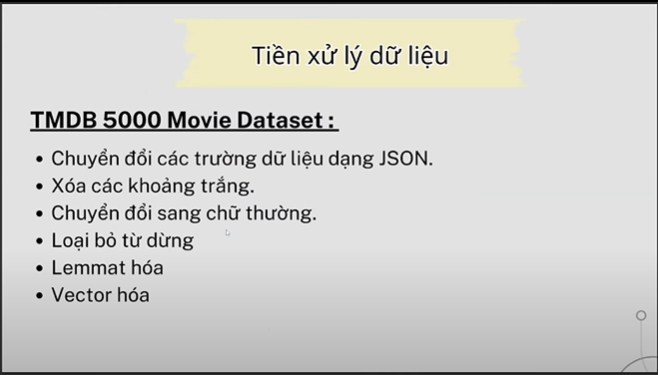 Tiền xử lý dữ liệu
TMDB 5000 Movie Dataset :
• Chuyển đổi các trường dữ liệu dạng JSON.
• Xóa các khoảng trắng.
• Chuyển đổi sang chữ thường.
• Loại bỏ từ dừng
• Lemmat hóa
• Vector hóa